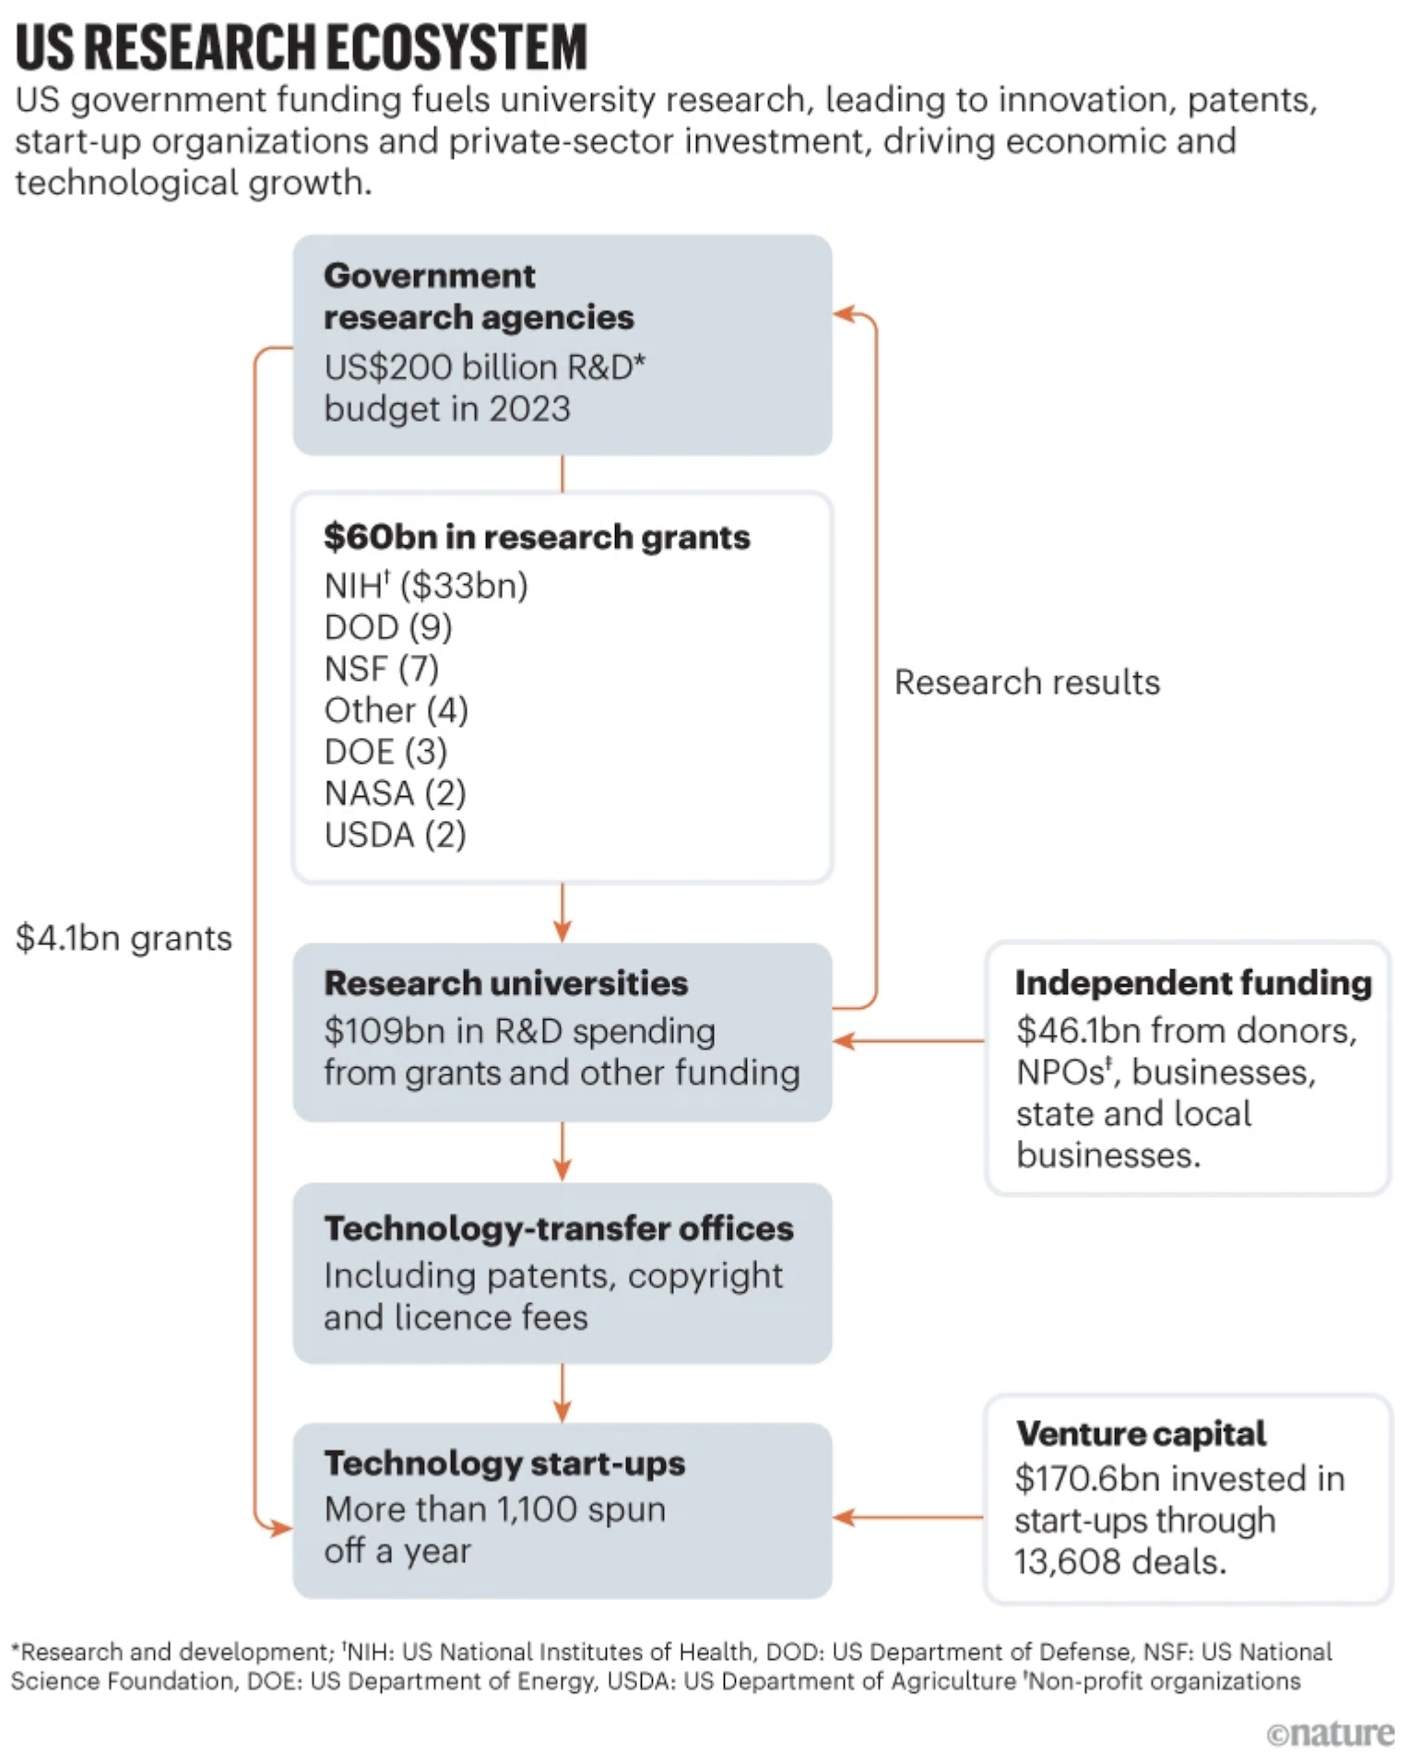 US RESEARCH ECOSYSTEM
US government funding fuels university research, leading to innovation, patents,
start-up organizations and private-sector investment, driving economic and
technological growth.
Government
research agencies
US$200 billion R&D*
budget in 2023
$60bn in research grants
NIH† ($33bn)
DOD (9)
NSF (7)
Other (4)
DOE (3)
NASA (2)
USDA (2)
Research results
$4.1bn grants
Research universities
$109bn in R&D spending
from grants and other funding
Independent funding
$46.1bn from donors,
NPOs‡, businesses,
state and local
businesses.
Technology-transfer offices
Including patents, copyright
and licence fees
Technology start-ups
More than 1,100 spun
off a year
Venture capital
$170.6bn invested in
start-ups through
13,608 deals.
*Research and development; †NIH: US National Institutes of Health, DOD: US Department of Defense, NSF: US National
Science Foundation, DOE: US Department of Energy, USDA: US Department of Agriculture ‡Non-profit organizations
©nature